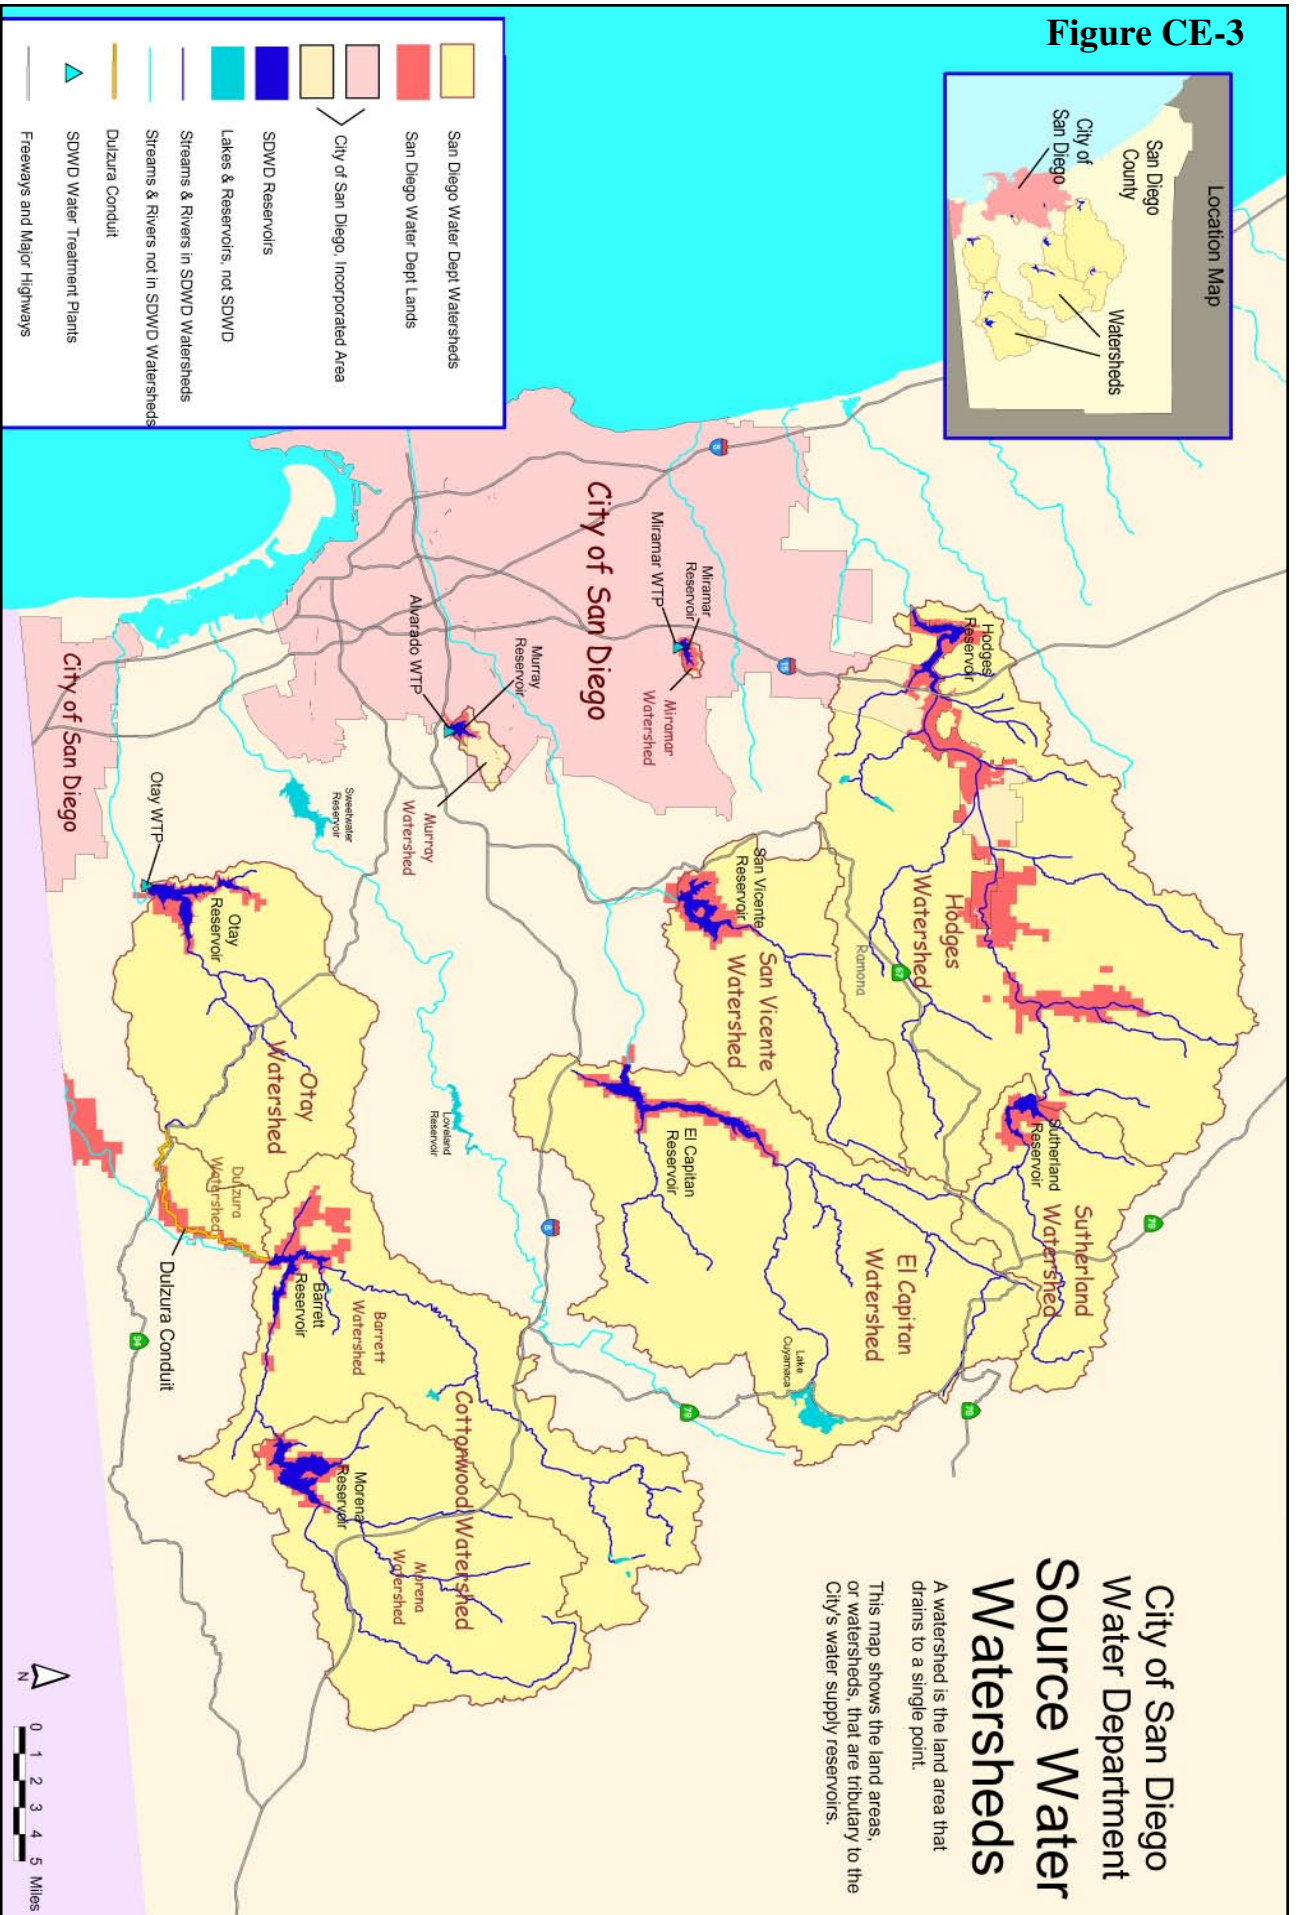 Figure CE-3
City of San Diego
Water Department
Source Water
Watersheds
A watershed is the land area that
drains to a single point.
This map shows the land areas,
or watersheds, that are tributary to the
City's water supply reservoirs.
Location Map
San Diego
County
City of
San Diego
Watersheds
San Diego Water Dept Watersheds
San Diego Water Dept Lands
City of San Diego, Incorporated Area
SDWD Reservoirs
Lakes & Reservoirs, not SDWD
Streams & Rivers in SDWD Watersheds
Streams & Rivers not in SDWD Watersheds
Dulzura Conduit
SDWD Water Treatment Plants
Freeways and Major Highways
Hodges
Reservoir
Hodges
Watershed
Ramona
67
Sutherland
Reservoir
Sutherland
Watershed
79
78
San Vicente
Reservoir
San Vicente
Watershed
El Capitan
Reservoir
El Capitan
Watershed
Lake
Cuyamaca
79
5
15
City of San Diego
Miramar
Reservoir
Miramar WTP
Miramar
Watershed
Murray
Reservoir
Alvarado WTP
Murray
Watershed
Sweetwater
Reservoir
Loveland
Reservoir
8
City of San Diego
Otay WTP
Otay
Reservoir
Otay
Watershed
Dulzura
Watershed
Dulzura Conduit
94
Barrett
Reservoir
Barrett
Watershed
Cottonwood Watershed
Morena
Reservoir
Morena
Watershed
N
0 1 2 3 4 5 Miles